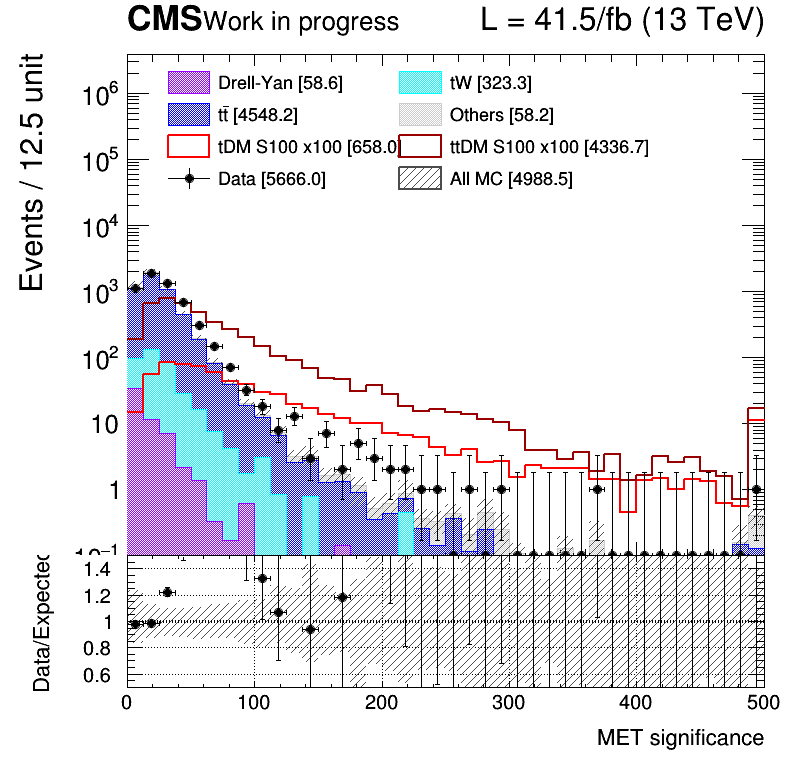 CMS Work in progress L = 41.5/fb (13 TeV)
Events / 12.5 unit
Drell-Yan [58.6] tW [323.3]
tt̄ [4548.2] Others [58.2]
tDM S100 x100 [658.0] ttDM S100 x100 [4336.7]
Data [5666.0] All MC [4988.5]
10⁶
10⁵
10⁴
10³
10²
10
1
10⁻¹
Data/Expected
1.4
1.2
1
0.8
0.6
0 100 200 300 400 500
MET significance